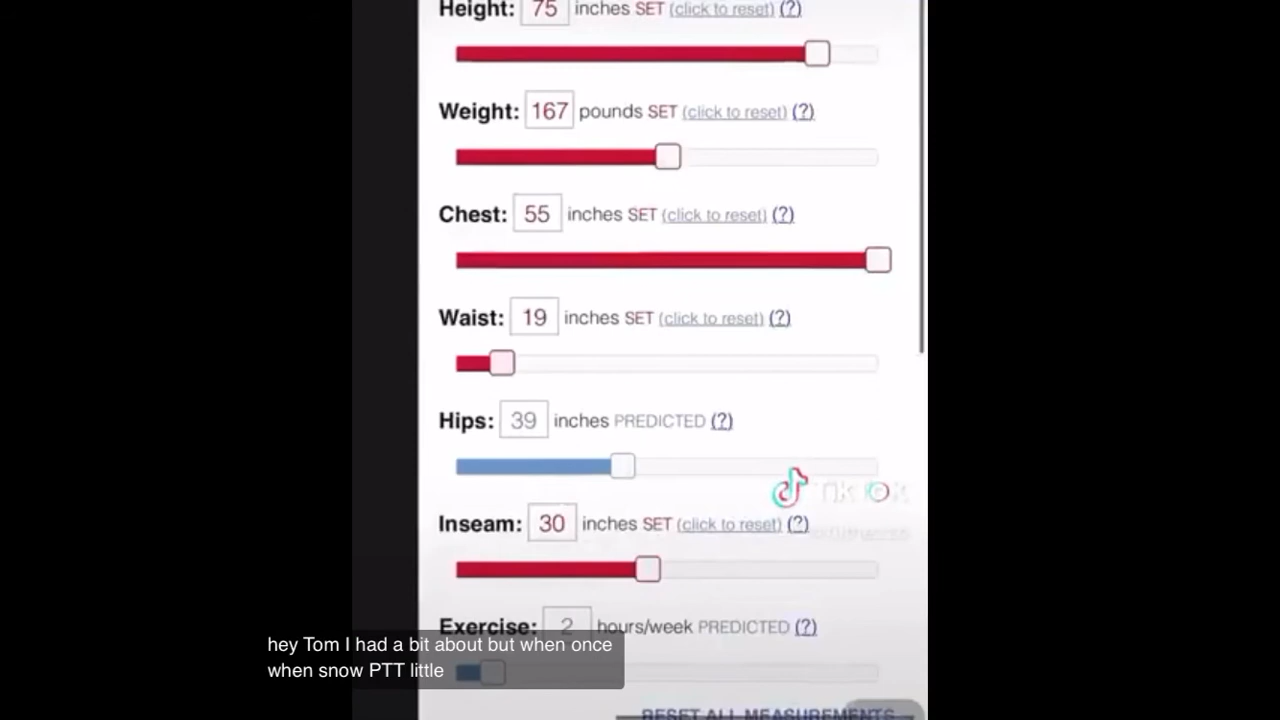 Height: 75 inches SET (click to reset) (?)
Weight: 167 pounds SET (click to reset) (?)
Chest: 55 inches SET (click to reset) (?)
Waist: 19 inches SET (click to reset) (?)
Hips: 39 inches PREDICTED (?)
TikTok
Inseam: 30 inches SET (click to reset) (?)
Exercise: 2 hours/week PREDICTED (?)
hey Tom I had a bit about but when once
when snow PTT little
RESET ALL MEASUREMENTS